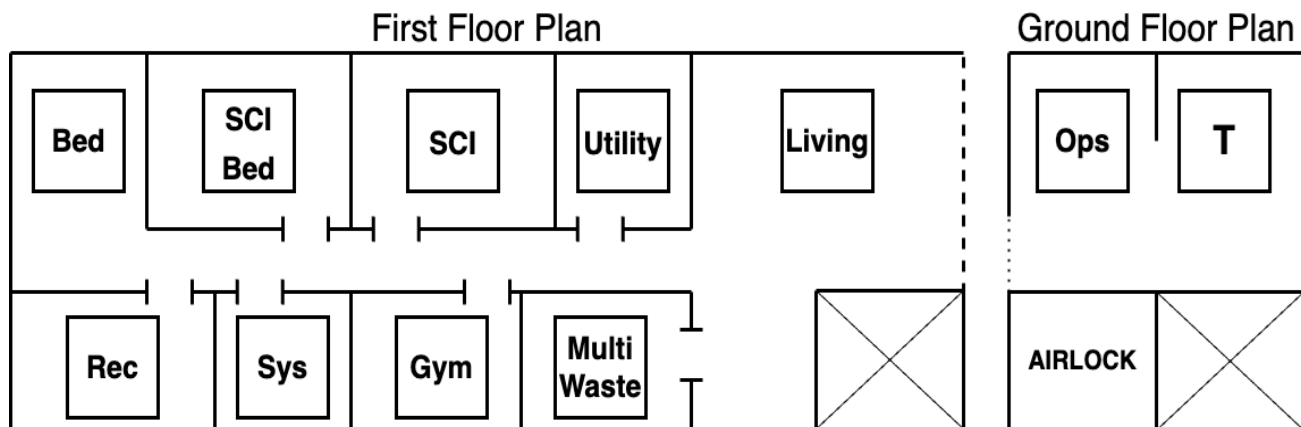 First Floor Plan
Ground Floor Plan
Bed
SCI
Bed
SCI
Utility
Living
Ops
T
Rec
Sys
Gym
Multi
Waste
AIRLOCK